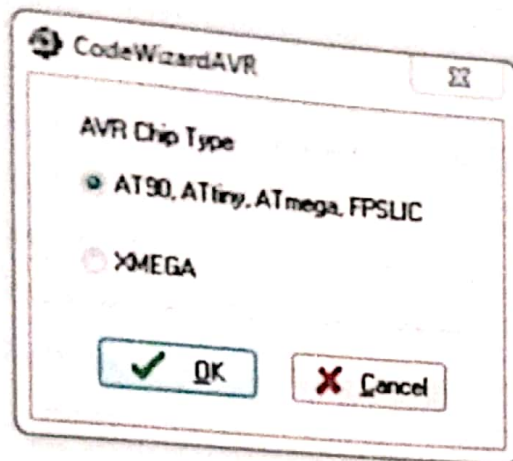 CodeWizardAVR
AVR Chip Type
AT90, ATtiny, ATmega, FPSLIC
XMEGA
OK
Cancel